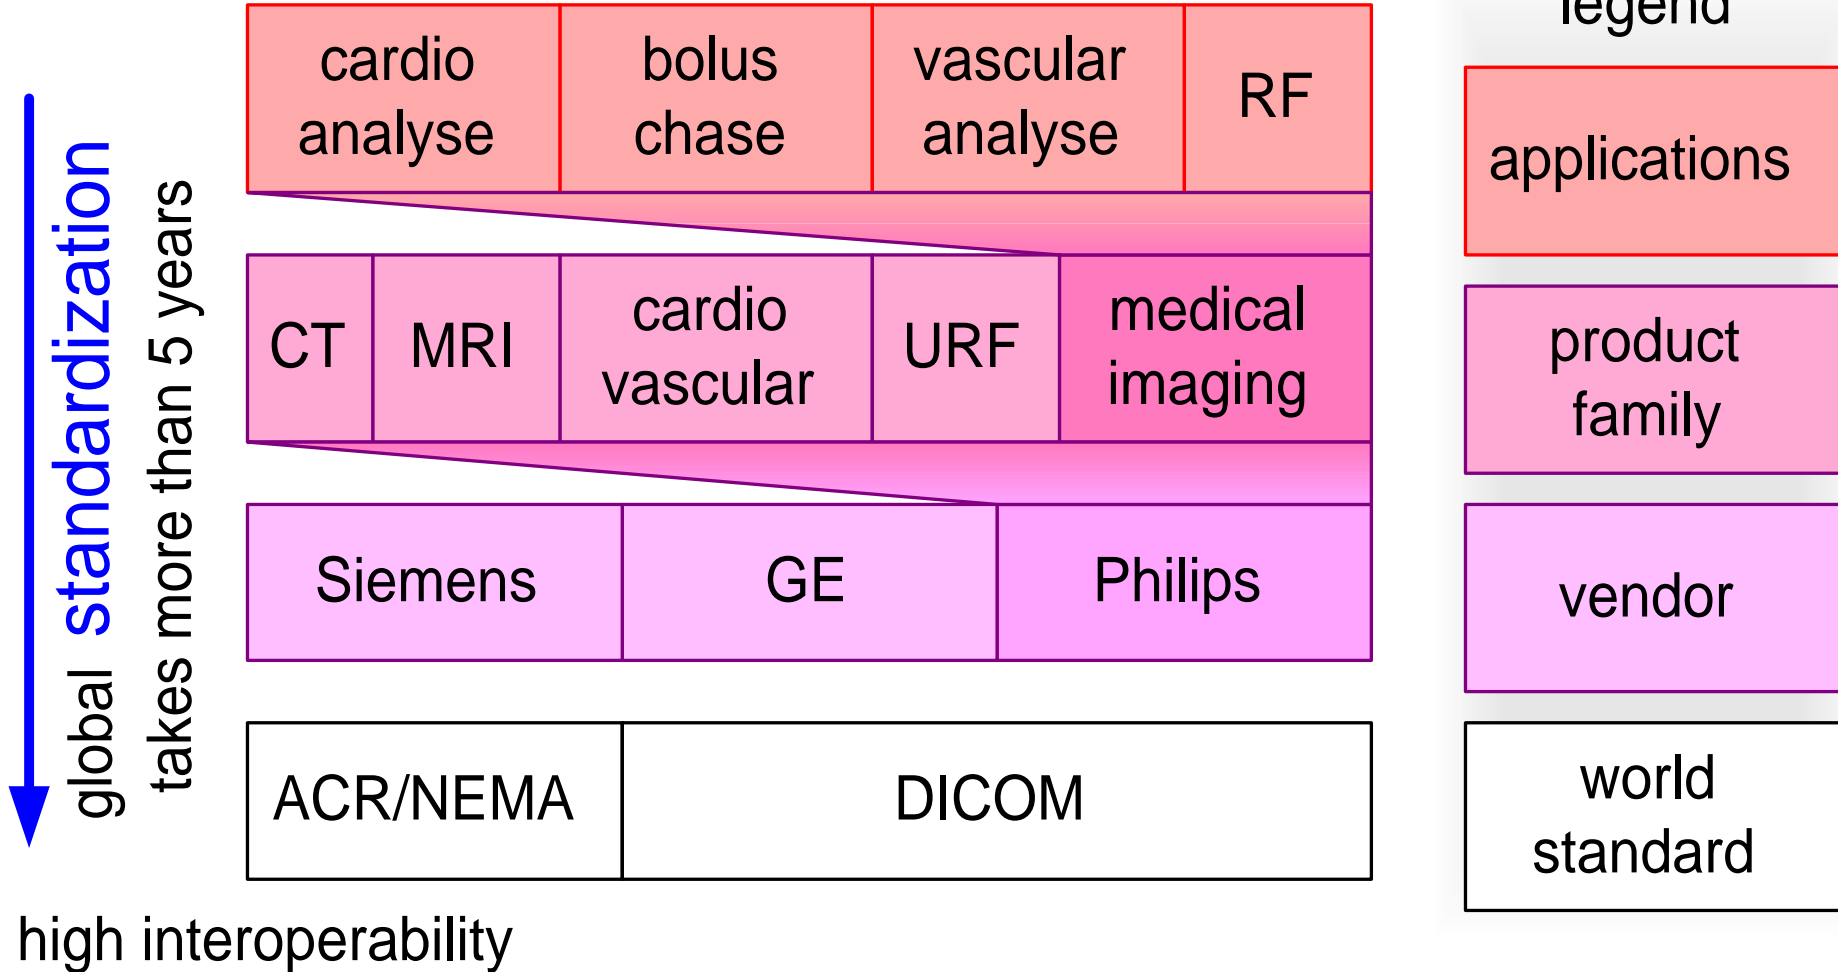 legend
cardio
analyse
bolus
chase
vascular
analyse
RF
applications
global standardization
takes more than 5 years
CT
MRI
cardio
vascular
URF
medical
imaging
product
family
Siemens
GE
Philips
vendor
ACR/NEMA
DICOM
world
standard
high interoperability